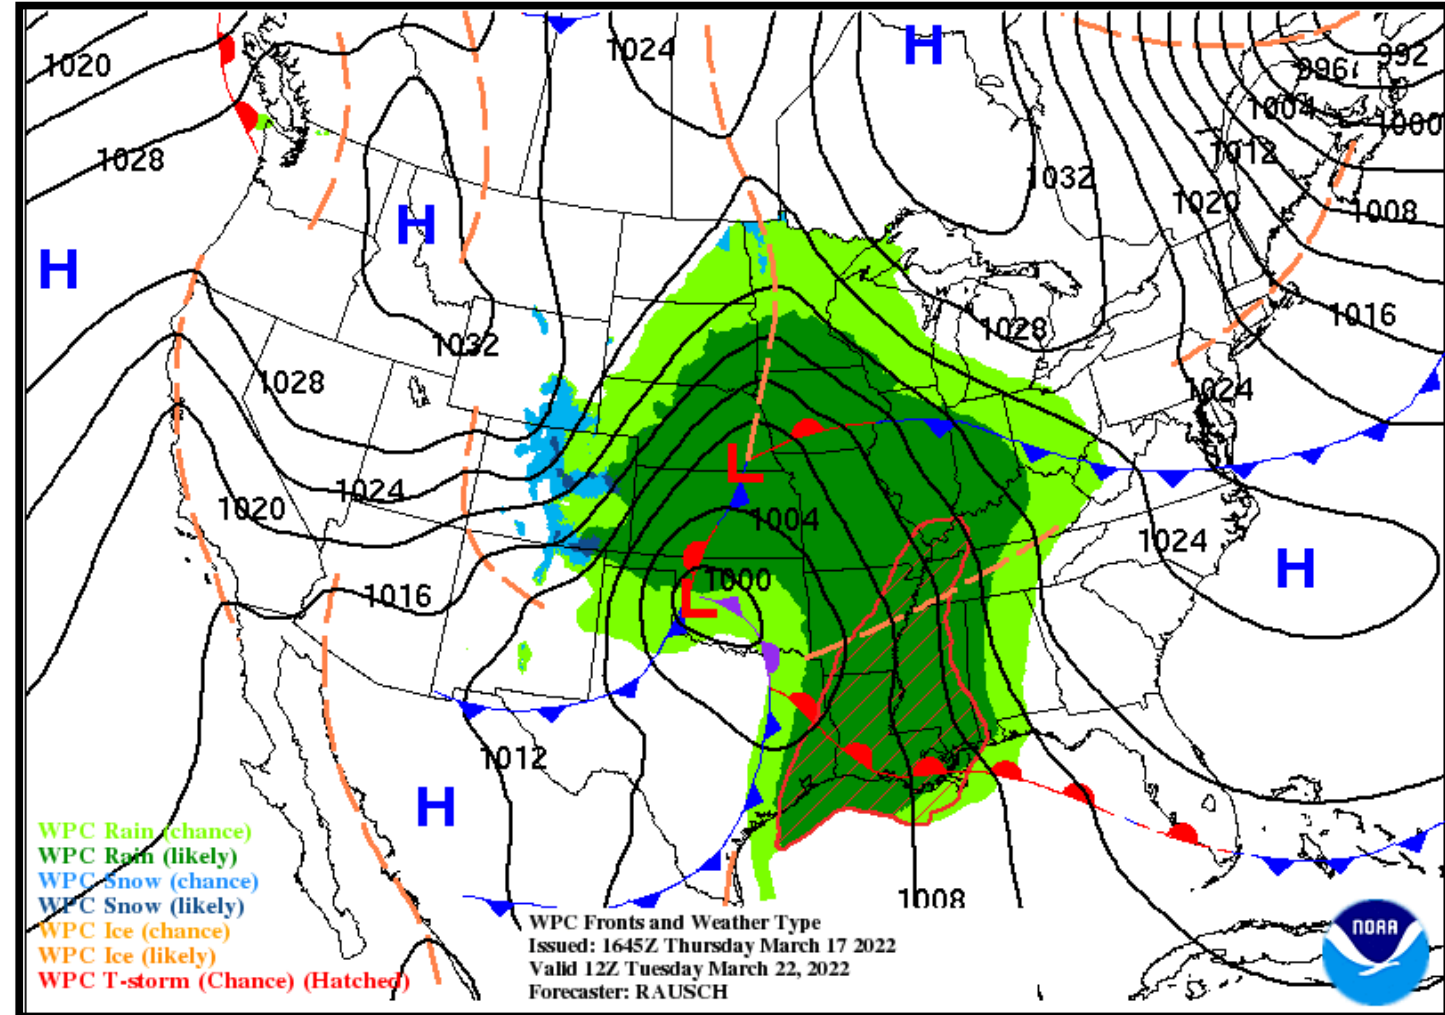 1024
H
992
1020
996
1004
1000
1012
1028
1032
1020
H
1008
H
1016
1028
1032
1028
1024
L
1024
1020
1004
1024
H
1000
L
1016
1012
H
WPC Rain (chance)
WPC Rain (likely)
WPC Snow (chance)
WPC Snow (likely)
WPC Ice (chance)
WPC Ice (likely)
WPC T-storm (Chance) (Hatched)
1008
WPC Fronts and Weather Type
Issued: 1645Z Thursday March 17 2022
Valid 12Z Tuesday March 22, 2022
Forecaster: RAUSCH
NOAA